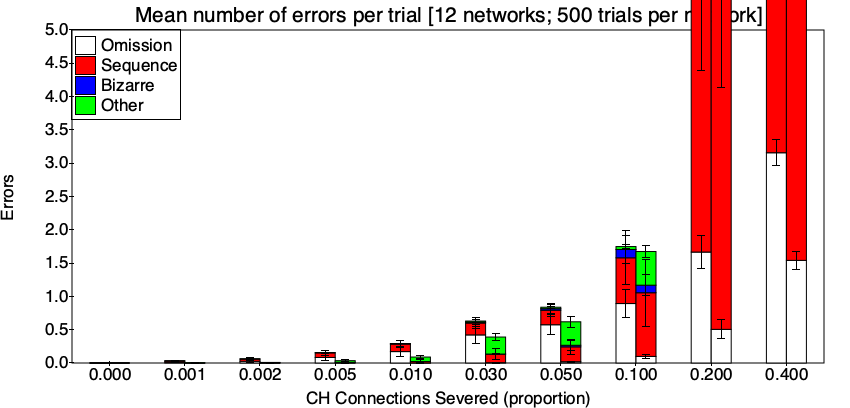 Mean number of errors per trial [12 networks; 500 trials per n ork]
5.0
Omission
Sequence
Bizarre
Other
4.5
4.0
3.5
3.0
2.5
2.0
1.5
1.0
0.5
0.0
Errors
0.000 0.001 0.002 0.005 0.010 0.030 0.050 0.100 0.200 0.400
CH Connections Severed (proportion)